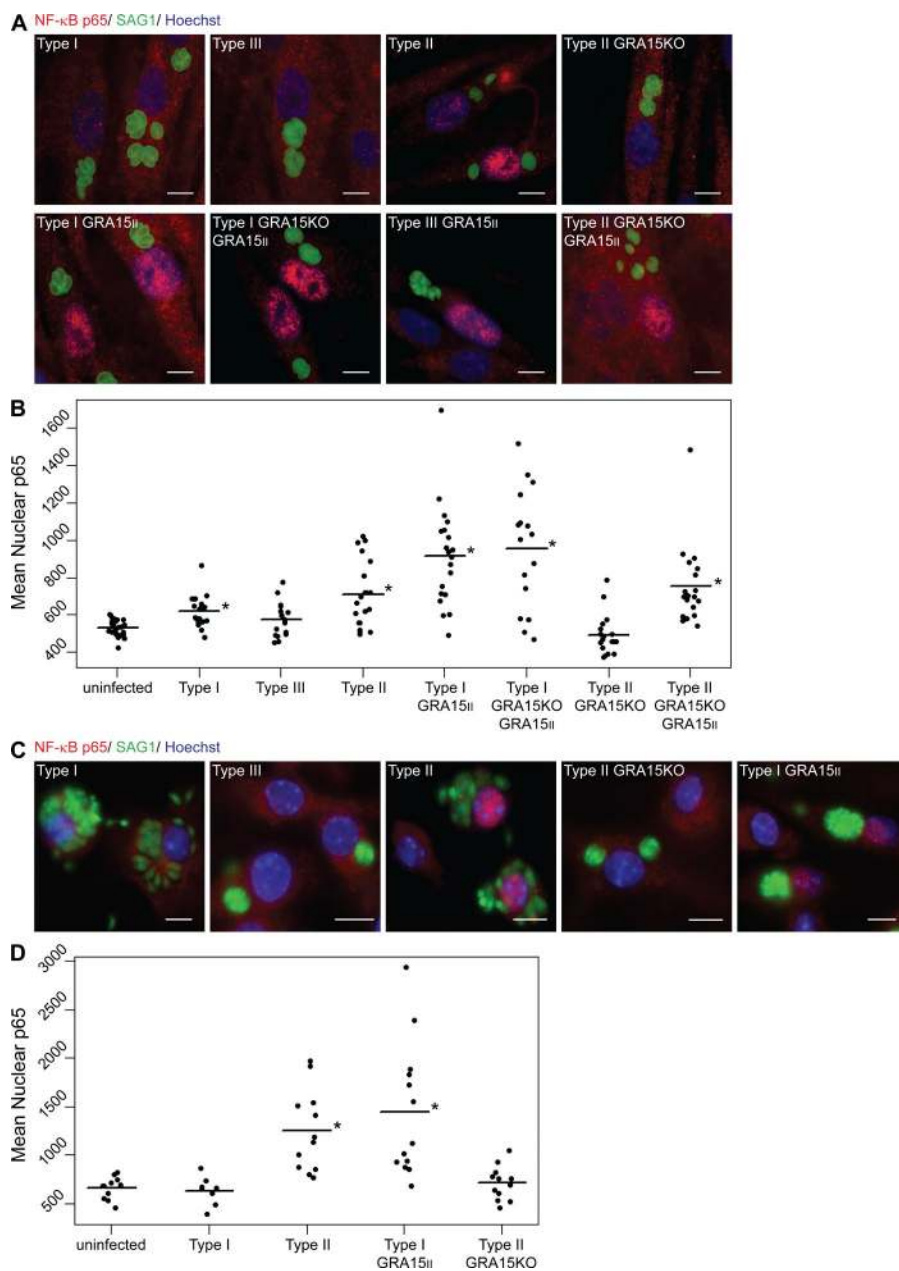 A
NF-κB p65/ SAG1/ Hoechst
Type I
Type III
Type II
Type II GRA15KO
Type I GRA15II
Type I GRA15KO
GRA15II
Type III GRA15II
Type II GRA15KO
GRA15II
B
Mean Nuclear p65
1600
1400
1200
1000
800
600
400
*
*
*
*
*
uninfected
Type I
Type III
Type II
Type I
GRA15II
Type I
GRA15KO
GRA15II
Type II
GRA15KO
Type II
GRA15KO
GRA15II
C
NF-κB p65/ SAG1/ Hoechst
Type I
Type III
Type II
Type II GRA15KO
Type I GRA15II
D
Mean Nuclear p65
3000
2500
2000
1500
1000
500
*
*
uninfected
Type I
Type II
Type I
GRA15II
Type II
GRA15KO